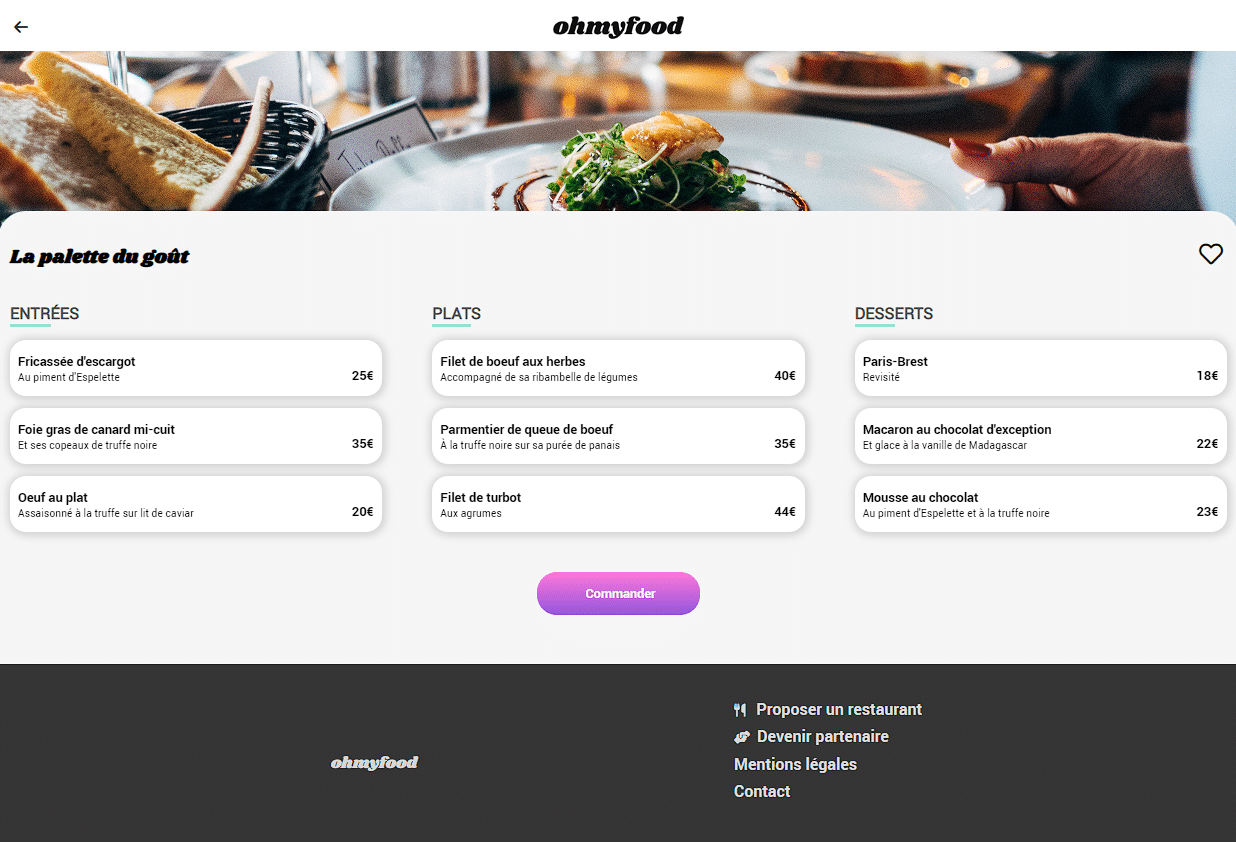 ohmyfood
La palette du goût
ENTRÉES
Fricassée d'escargot
Au piment d'Espelette
25€
Foie gras de canard mi-cuit
Et ses copeaux de truffe noire
35€
Oeuf au plat
Assaisonné à la truffe sur lit de caviar
20€
PLATS
Filet de boeuf aux herbes
Accompagné de sa ribambelle de légumes
40€
Parmentier de queue de boeuf
À la truffe noire sur sa purée de panais
35€
Filet de turbot
Aux agrumes
44€
DESSERTS
Paris-Brest
Revisité
18€
Macaron au chocolat d'exception
Et glace à la vanille de Madagascar
22€
Mousse au chocolat
Au piment d'Espelette et à la truffe noire
23€
Commander
ohmyfood
Proposer un restaurant
Devenir partenaire
Mentions légales
Contact